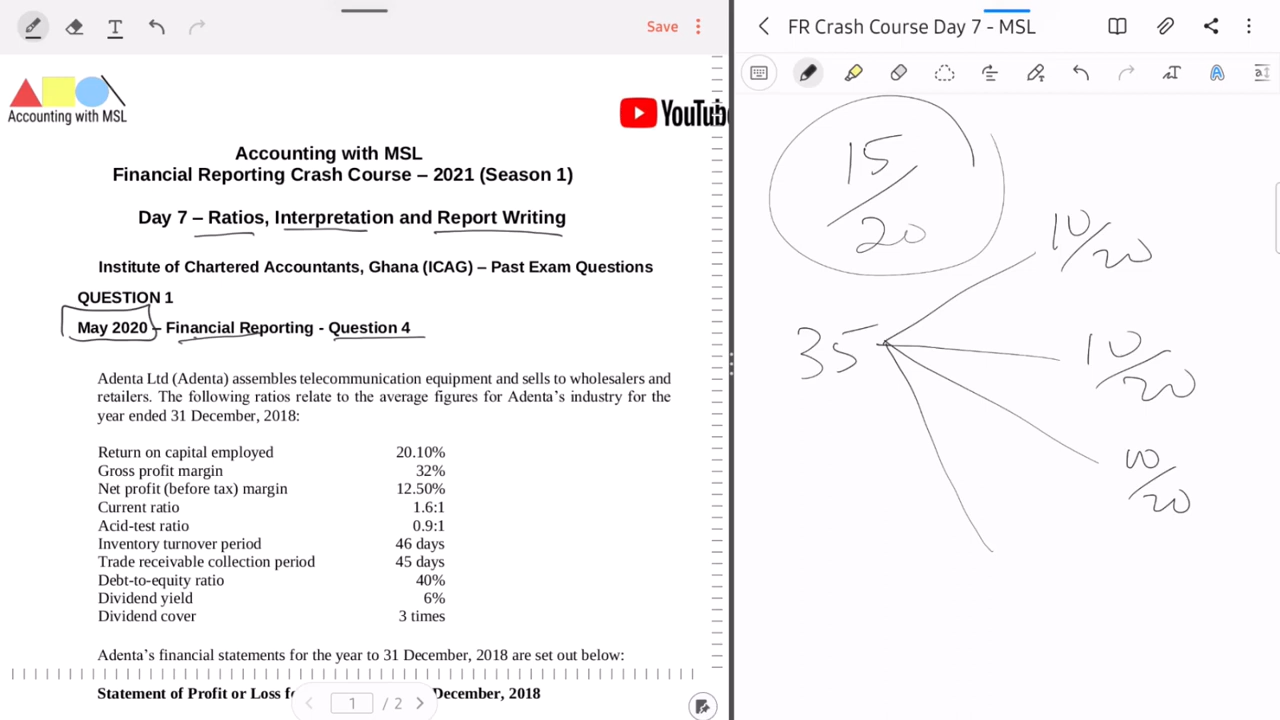 Save
Accounting with MSL
YouTub
Accounting with MSL
Financial Reporting Crash Course – 2021 (Season 1)
Day 7 – Ratios, Interpretation and Report Writing
Institute of Chartered Accountants, Ghana (ICAG) – Past Exam Questions
QUESTION 1
May 2020 – Financial Reporting - Question 4
Adenta Ltd (Adenta) assembles telecommunication equipment and sells to wholesalers and
retailers. The following ratios relate to the average figures for Adenta's industry for the
year ended 31 December, 2018:
Return on capital employed 20.10%
Gross profit margin 32%
Net profit (before tax) margin 12.50%
Current ratio 1.6:1
Acid-test ratio 0.9:1
Inventory turnover period 46 days
Trade receivable collection period 45 days
Debt-to-equity ratio 40%
Dividend yield 6%
Dividend cover 3 times
Adenta's financial statements for the year to 31 December, 2018 are set out below:
Statement of Profit or Loss December, 2018
1 / 2
FR Crash Course Day 7 - MSL
15/20
10/20
35
10/20
10/20